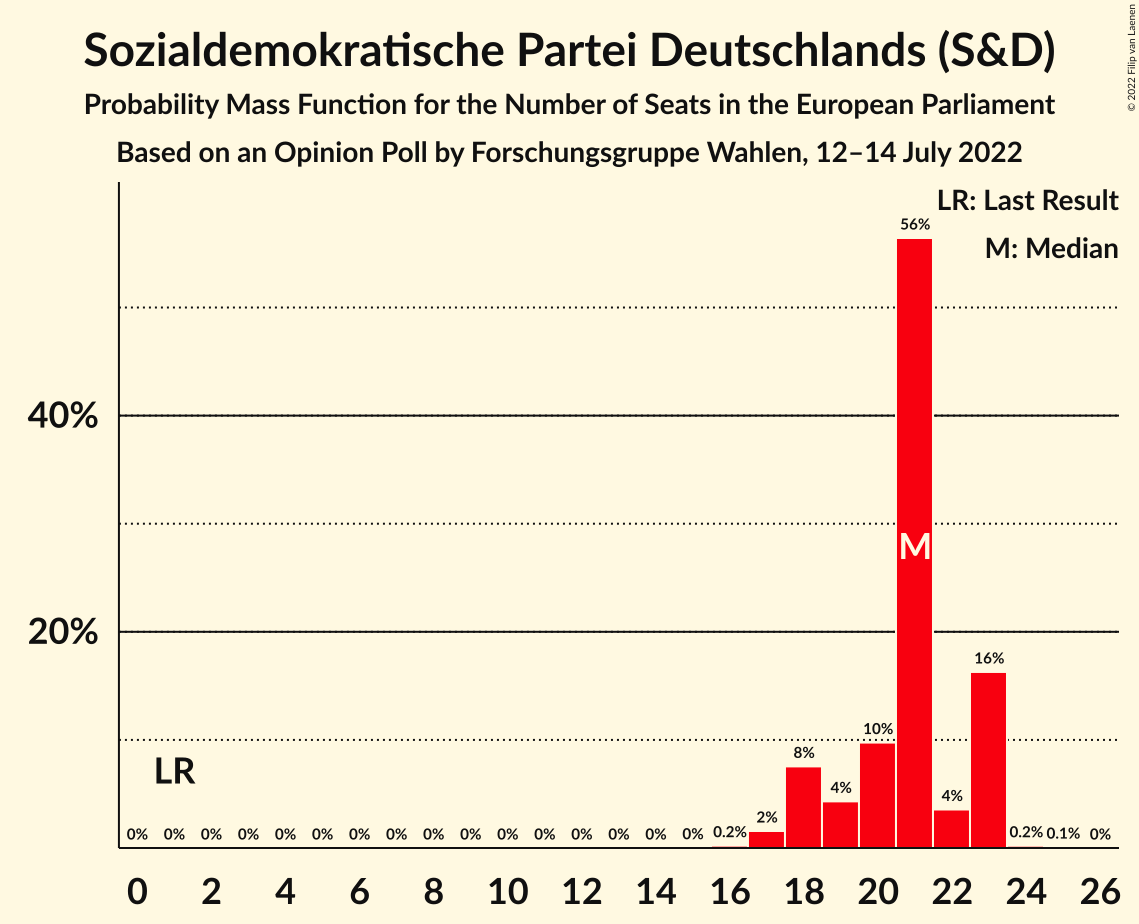 Sozialdemokratische Partei Deutschlands (S&D)
Probability Mass Function for the Number of Seats in the European Parliament
Based on an Opinion Poll by Forschungsgruppe Wahlen, 12–14 July 2022
© 2022 Filip van Laenen
LR: Last Result
M: Median
56%
40%
M
20%
16%
10%
8%
4%
4%
2%
LR
0% 0% 0% 0% 0% 0% 0% 0% 0% 0% 0% 0% 0% 0% 0% 0% 0.2% 0.2% 0.1% 0%
0 2 4 6 8 10 12 14 16 18 20 22 24 26